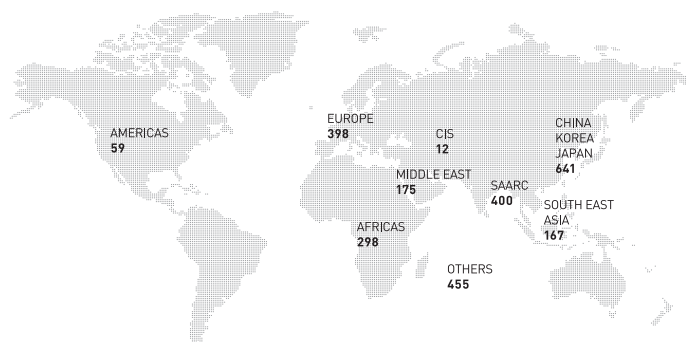 AMERICAS
59
EUROPE
398
CIS
12
CHINA
KOREA
JAPAN
641
MIDDLE EAST
175
SAARC
400
SOUTH EAST
ASIA
167
AFRICAS
298
OTHERS
455